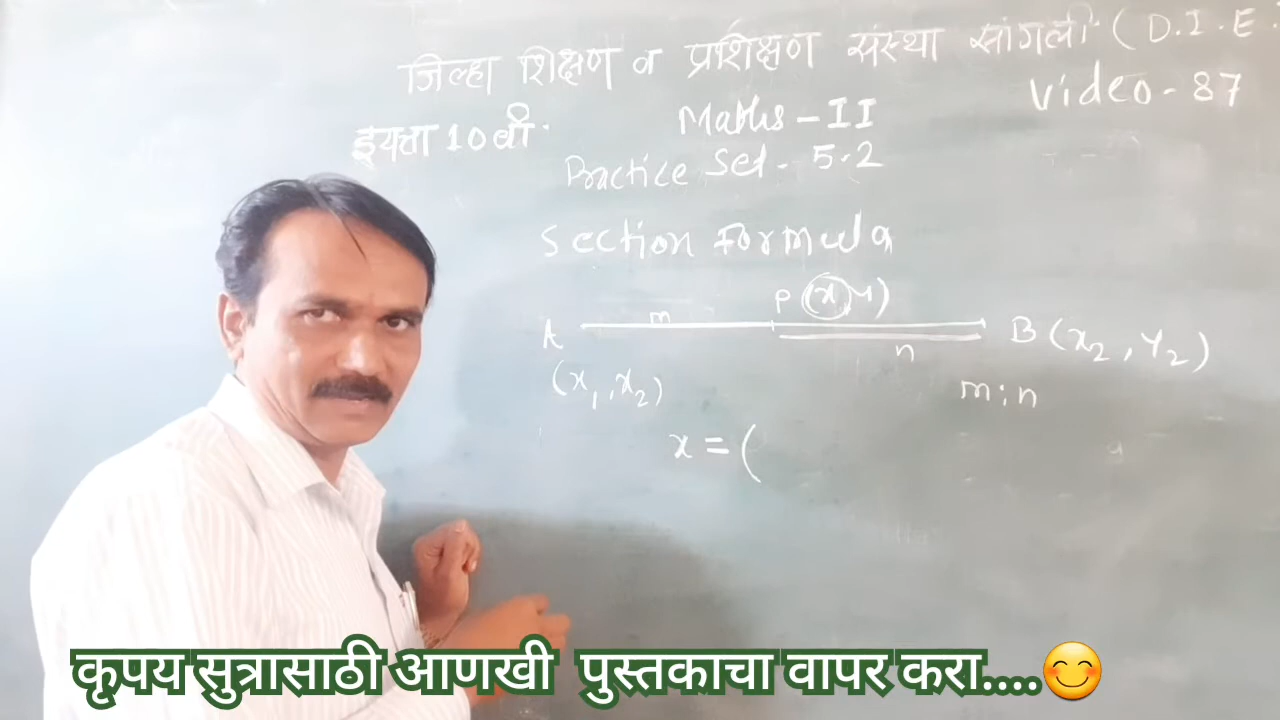 जिल्हा शिक्षण व प्रशिक्षण संस्था सांगली. ( D.I.E.
Video - 87
इयत्ता 10वी.
Maths - II
Practice Set - 5.2
Section Formula
P (x, y)
m
A
B (x₂, y₂)
n
(x₁, x₂)
m : n
x = (
कृपय सुत्रासाठी आणखी पुस्तकाचा वापर करा....😊